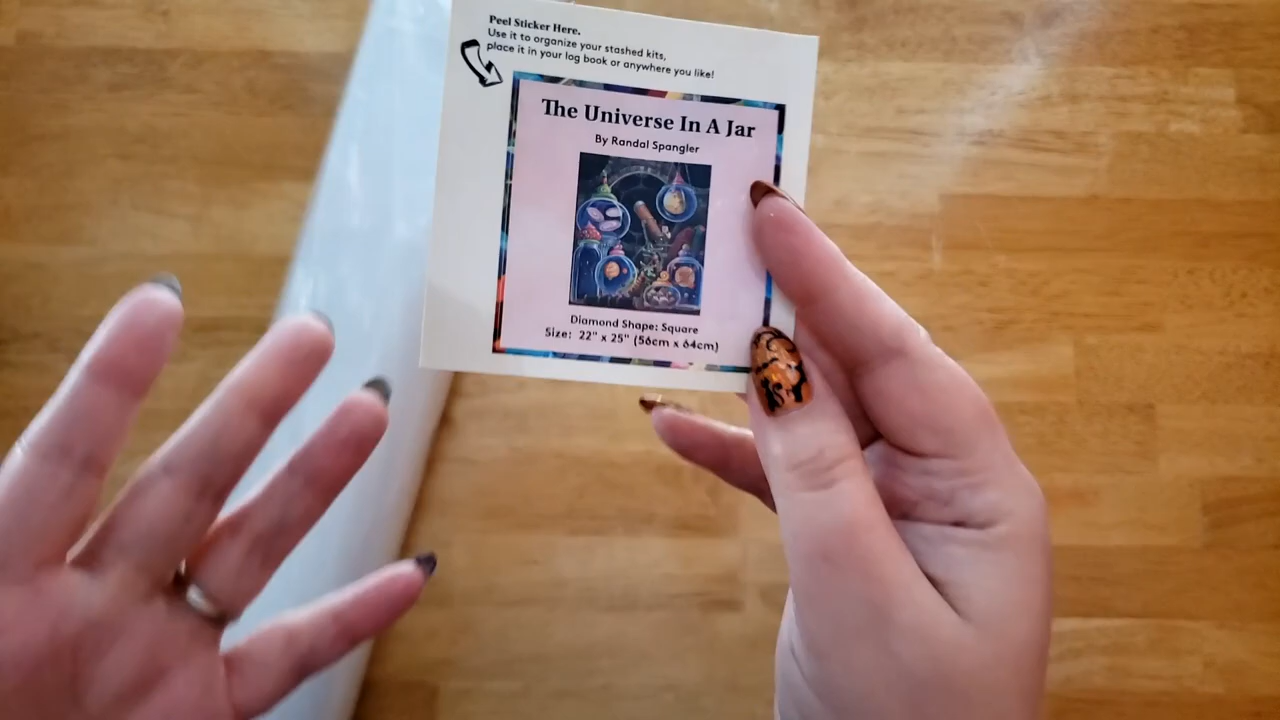 Peel Sticker Here.
Use it to organize your stashed kits,
place it in your log book or anywhere you like!
The Universe In A Jar
By Randal Spangler
Diamond Shape: Square
Size: 22" x 25" (56cm x 64cm)